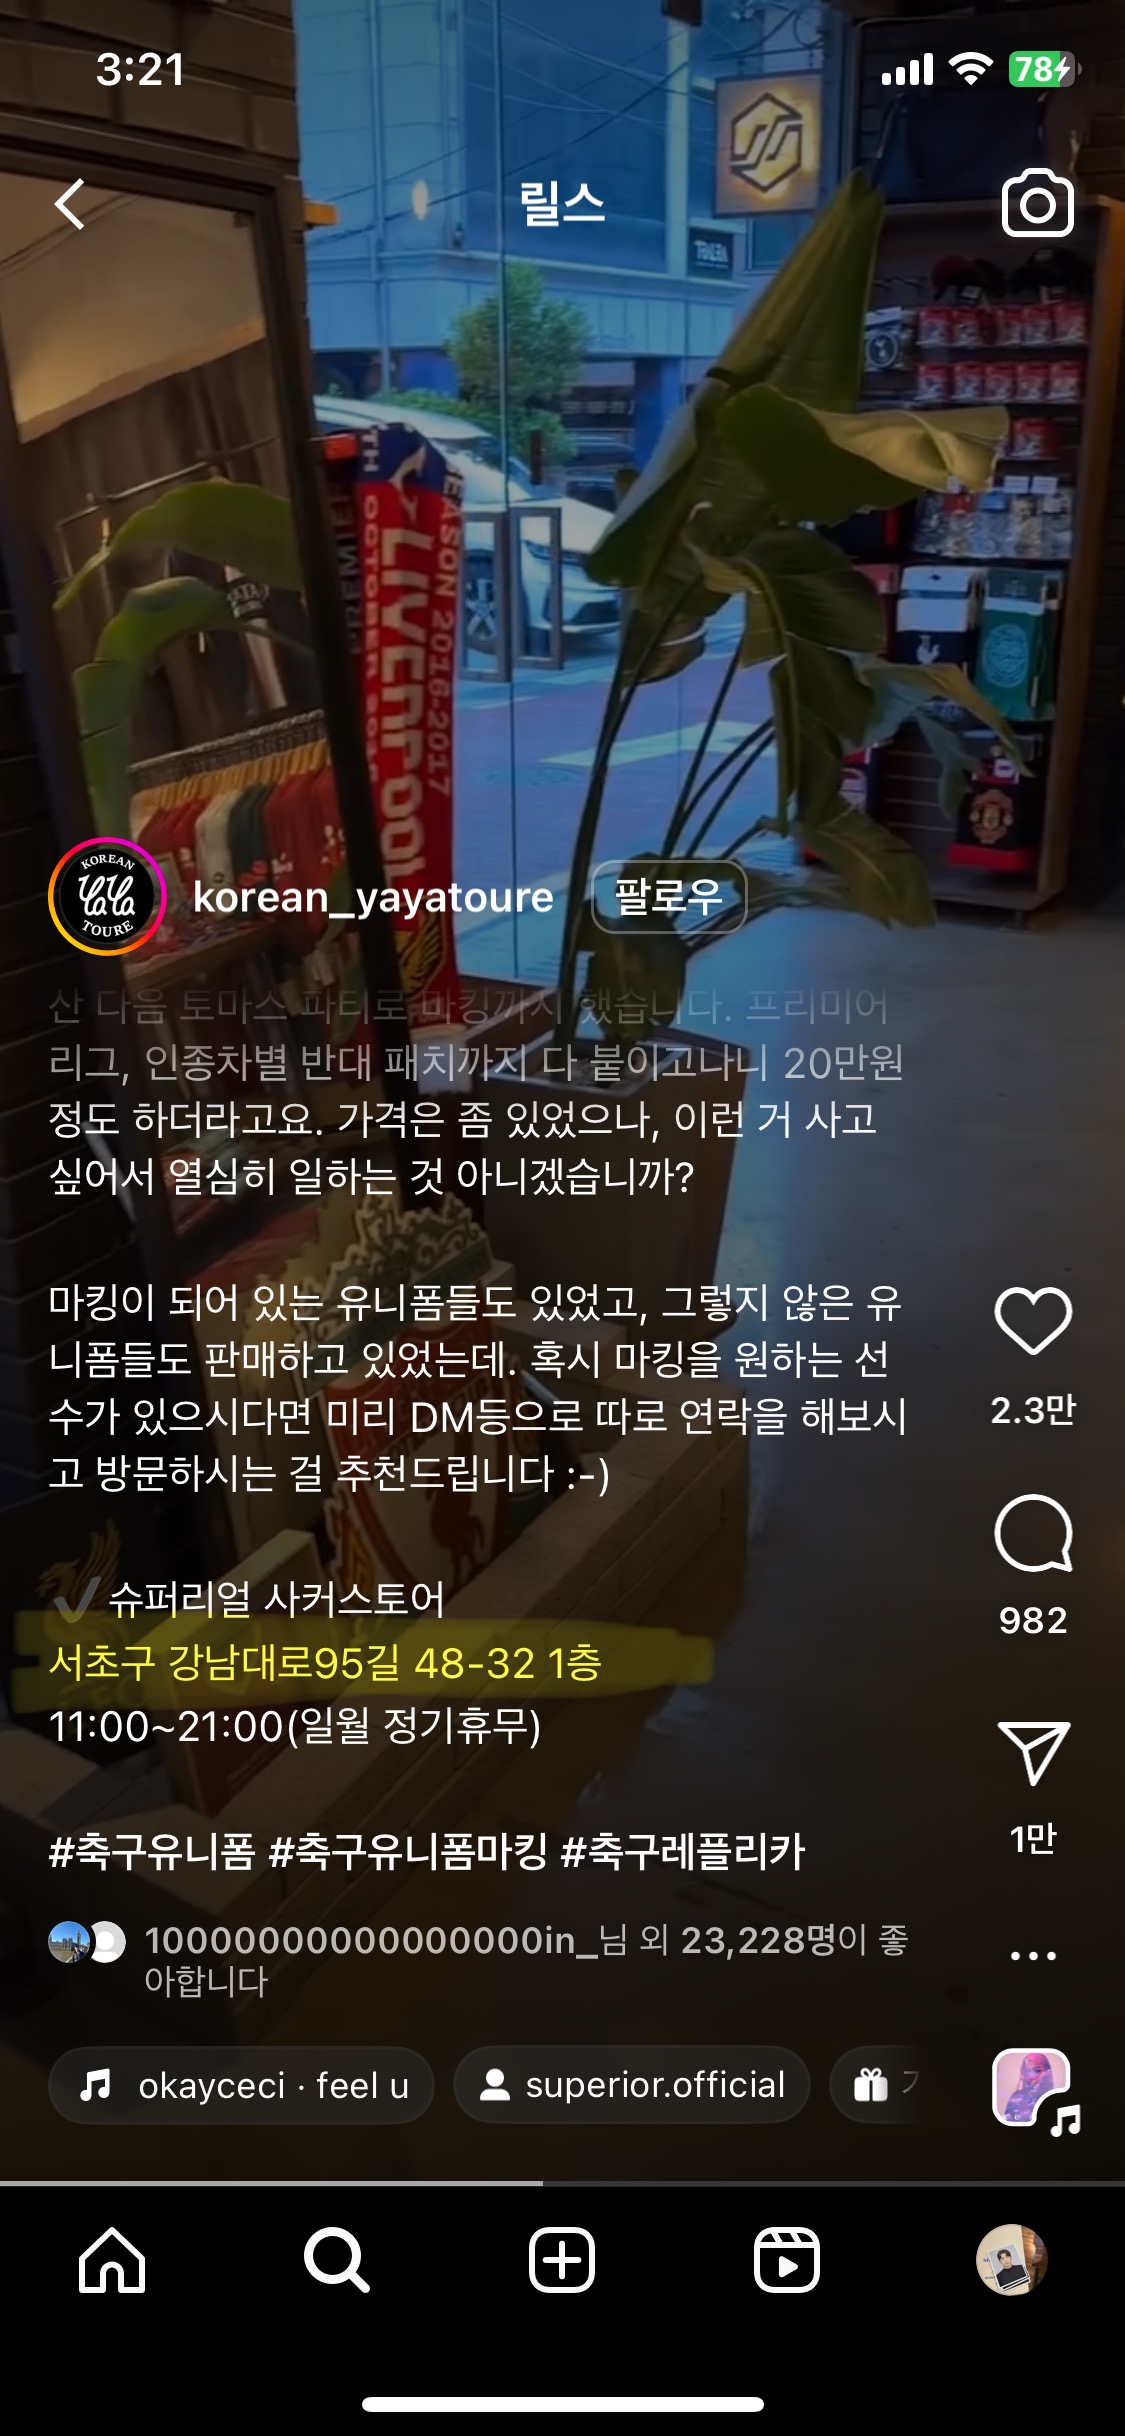 3:21
78
릴스
SEASON 2016-2017
LIVERPOOL
KOREAN
YAYA
TOURE
korean_yayatoure
팔로우
산 다음 토마스 파티로 마킹까지 했습니다. 프리미어
리그, 인종차별 반대 패치까지 다 붙이고나니 20만원
정도 하더라고요. 가격은 좀 있었으나, 이런 거 사고
싶어서 열심히 일하는 것 아니겠습니까?
마킹이 되어 있는 유니폼들도 있었고, 그렇지 않은 유
니폼들도 판매하고 있었는데. 혹시 마킹을 원하는 선
수가 있으시다면 미리 DM등으로 따로 연락을 해보시
고 방문하시는 걸 추천드립니다 :-)
2.3만
✔️슈퍼리얼 사커스토어
982
서초구 강남대로95길 48-32 1층
11:00~21:00(일월 정기휴무)
1만
#축구유니폼 #축구유니폼마킹 #축구레플리카
10000000000000000in_님 외 23,228명이 좋
아합니다
okayceci · feel u
superior.official